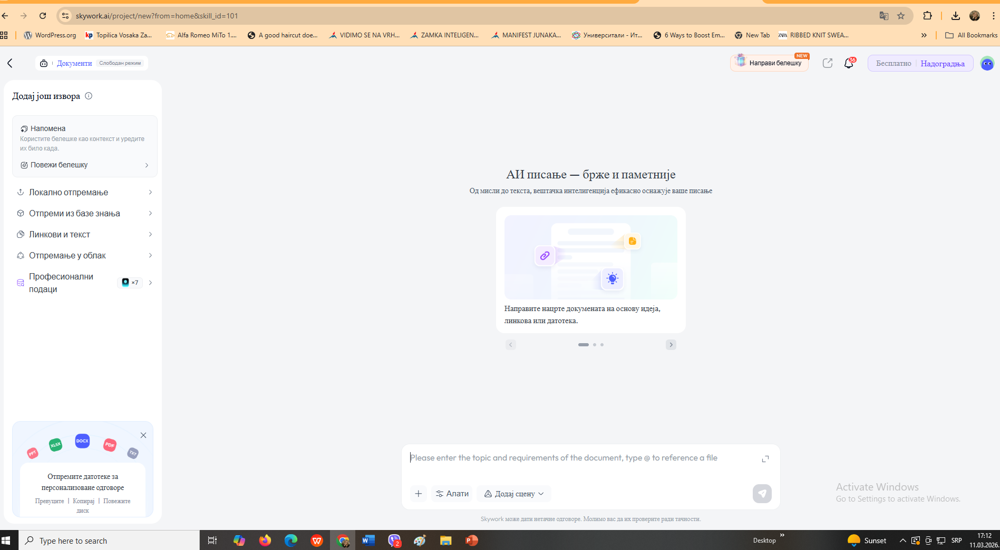 skywork.ai/project/new?from=home&skill_id=101
WordPress.org
kp Topilica Vosaka Za...
Alfa Romeo MiTo 1....
A good haircut doe...
VIDIMO SE NA VRH...
ZAMKA INTELIGEN...
MANIFEST JUNAKA...
Университали - Ит...
6 Ways to Boost Em...
New Tab
ZARA RIBBED KNIT SWEA...
»
All Bookmarks
Документи Слободан режим
Направи белешку NEW
36
Бесплатно Надоградња
Додај још извора
Напомена
Користите белешке као контекст и уредите
их било када.
Повежи белешку
Локално отпремање
Отпреми из базе знања
Линкови и текст
Отпремање у облак
Професионални
подаци
×7
PPT XLSX DOCX PDF TXT
Отпремите датотеке за
персонализоване одговоре
Превуците | Копирај | Повежите
диск
АИ писање — брже и паметније
Од мисли до текста, вештачка интелигенција ефикасно оснажује ваше писање
Направите нацрте докумената на основу идеја,
линкова или датотека.
Please enter the topic and requirements of the document, type @ to reference a file
Алати
Додај сцену
Skywork може дати нетачне одговоре. Молимо вас да их проверите ради тачности.
Activate Windows
Go to Settings to activate Windows.
Type here to search
W
W
2
P
Desktop »
Sunset
SRP
17:12
11.03.2026.